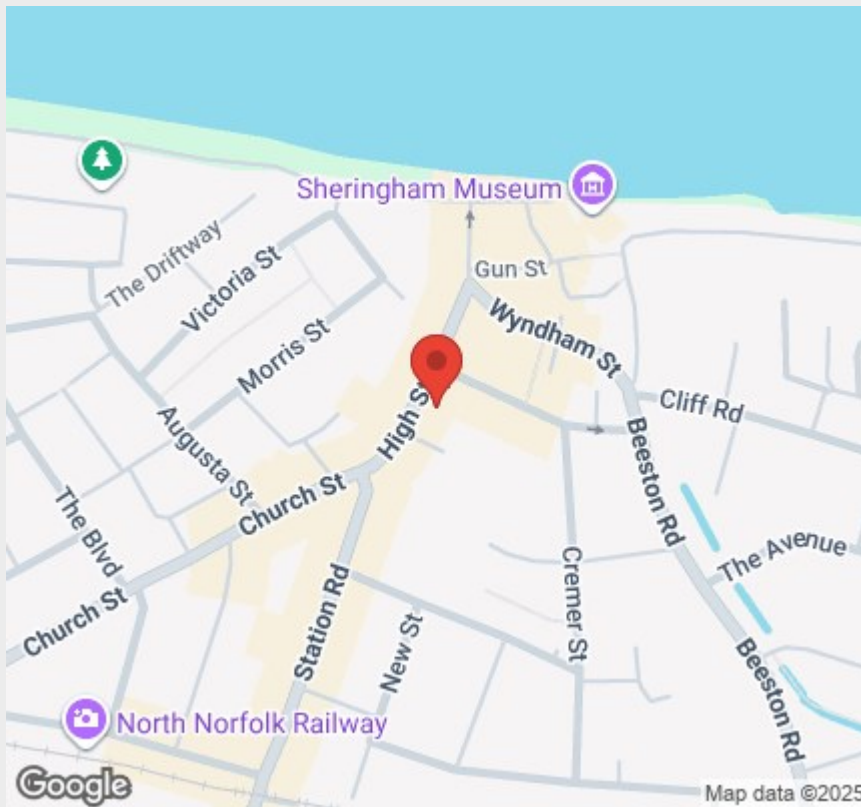 Sheringham Museum
The Driftway
Victoria St
Gun St
Wyndham St
Morris St
High St
Cliff Rd
Augusta St
Church St
Beeston Rd
The Blvd
The Avenue
Cremer St
Church St
Station Rd
New St
Beeston Rd
North Norfolk Railway
Google
Map data ©2025